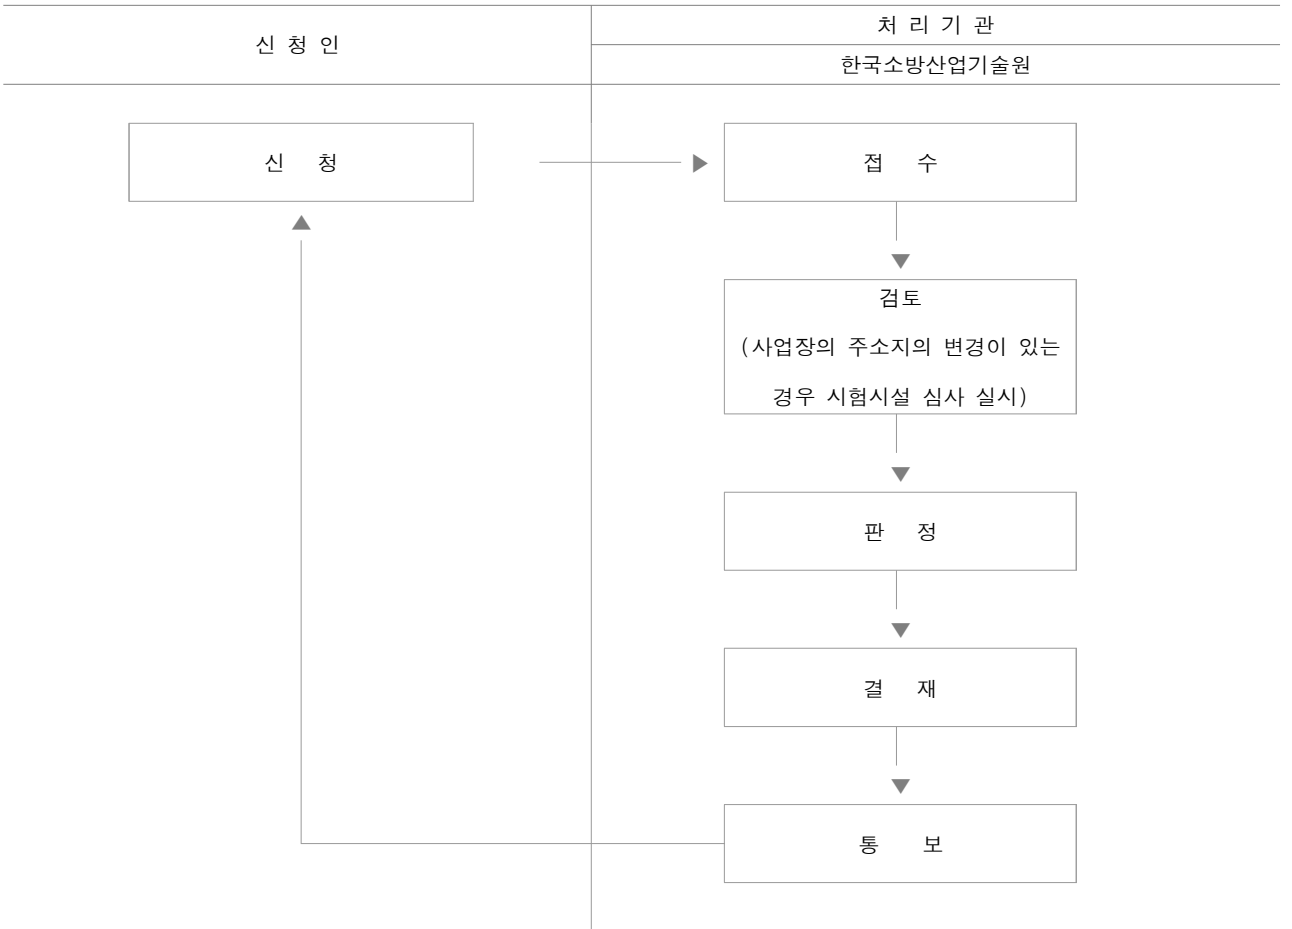 신 청 인
처 리 기 관
한국소방산업기술원
신 청
접 수
검토
(사업장의 주소지의 변경이 있는
경우 시험시설 심사 실시)
판 정
결 재
통 보